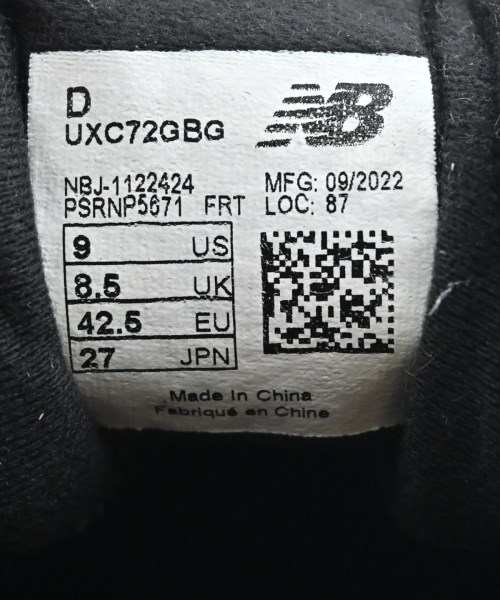 D
UXC72GBG
NB
NBJ-1122424
PSRNP5671 FRT
MFG: 09/2022
LOC: 87
9 US
8.5 UK
42.5 EU
27 JPN
Made In China
Fabriqué en Chine